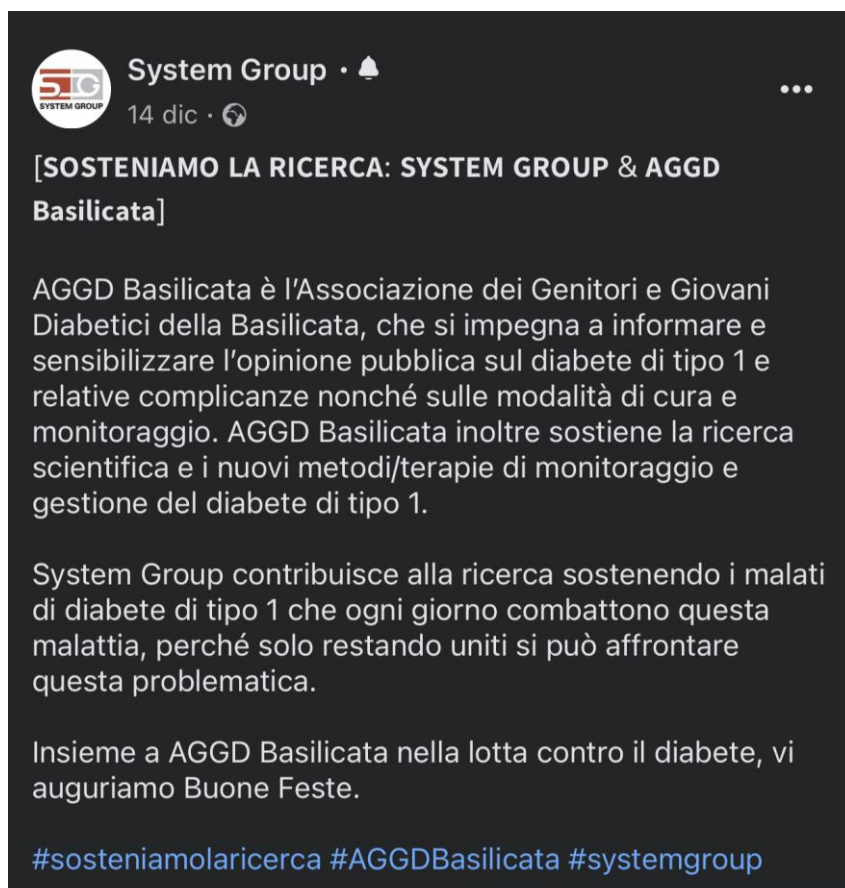 System Group ·
SG
SYSTEM GROUP
14 dic ·
[SOSTENIAMO LA RICERCA: SYSTEM GROUP & AGGD
Basilicata]
AGGD Basilicata è l'Associazione dei Genitori e Giovani
Diabetici della Basilicata, che si impegna a informare e
sensibilizzare l'opinione pubblica sul diabete di tipo 1 e
relative complicanze nonché sulle modalità di cura e
monitoraggio. AGGD Basilicata inoltre sostiene la ricerca
scientifica e i nuovi metodi/terapie di monitoraggio e
gestione del diabete di tipo 1.
System Group contribuisce alla ricerca sostenendo i malati
di diabete di tipo 1 che ogni giorno combattono questa
malattia, perché solo restando uniti si può affrontare
questa problematica.
Insieme a AGGD Basilicata nella lotta contro il diabete, vi
auguriamo Buone Feste.
#sosteniamolaricerca #AGGDBasilicata #systemgroup